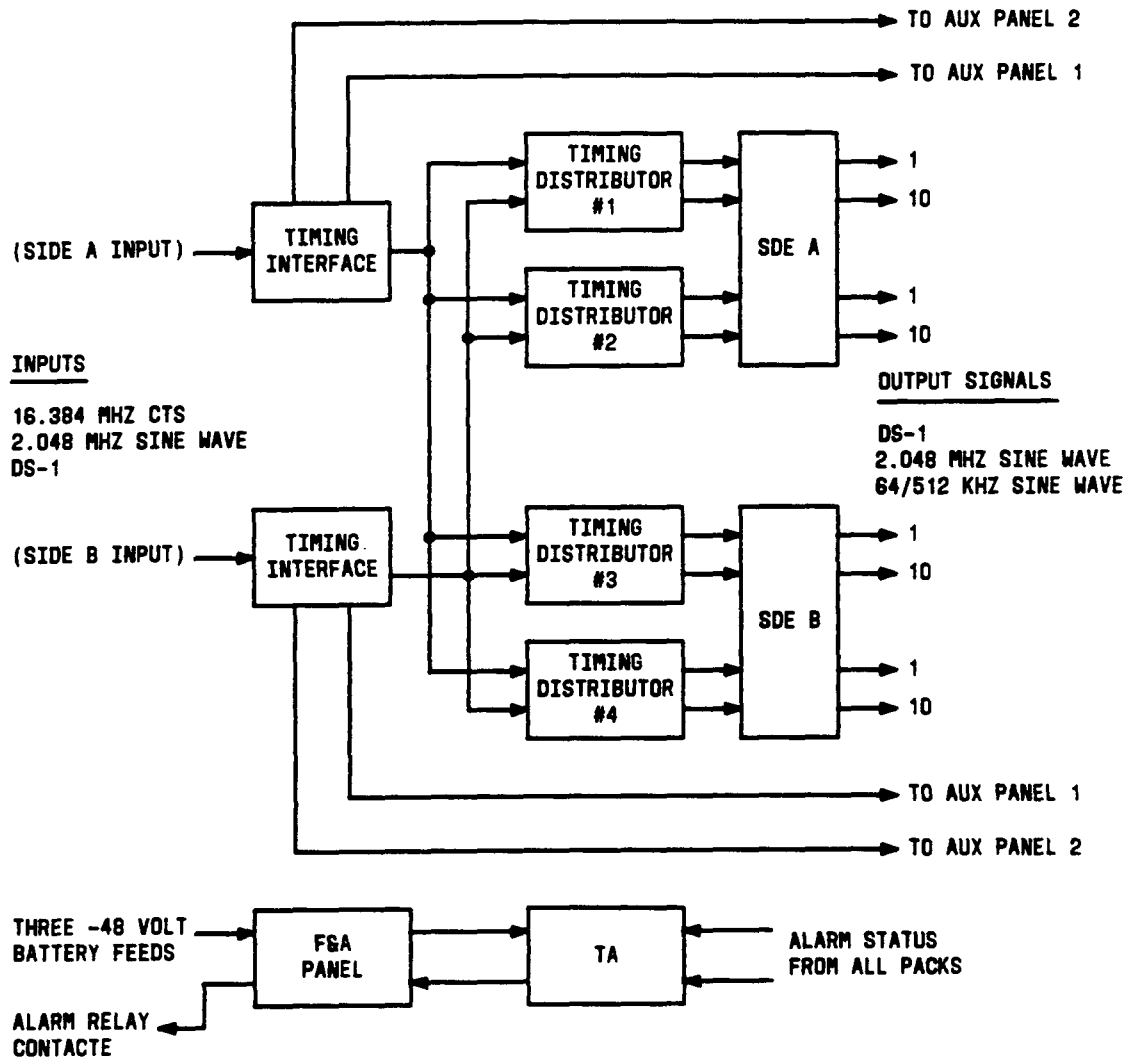 TO AUX PANEL 2
TO AUX PANEL 1
TIMING
DISTRIBUTOR
#1
SDE A
1
10
(SIDE A INPUT)
TIMING
INTERFACE
TIMING
DISTRIBUTOR
#2
1
10
INPUTS
16.384 MHZ CTS
2.048 MHZ SINE WAVE
DS-1
OUTPUT SIGNALS
DS-1
2.048 MHZ SINE WAVE
64/512 KHZ SINE WAVE
(SIDE B INPUT)
TIMING
INTERFACE
TIMING
DISTRIBUTOR
#3
SDE B
1
10
TIMING
DISTRIBUTOR
#4
1
10
TO AUX PANEL 1
TO AUX PANEL 2
THREE -48 VOLT
BATTERY FEEDS
F&A
PANEL
TA
ALARM STATUS
FROM ALL PACKS
ALARM RELAY
CONTACTE